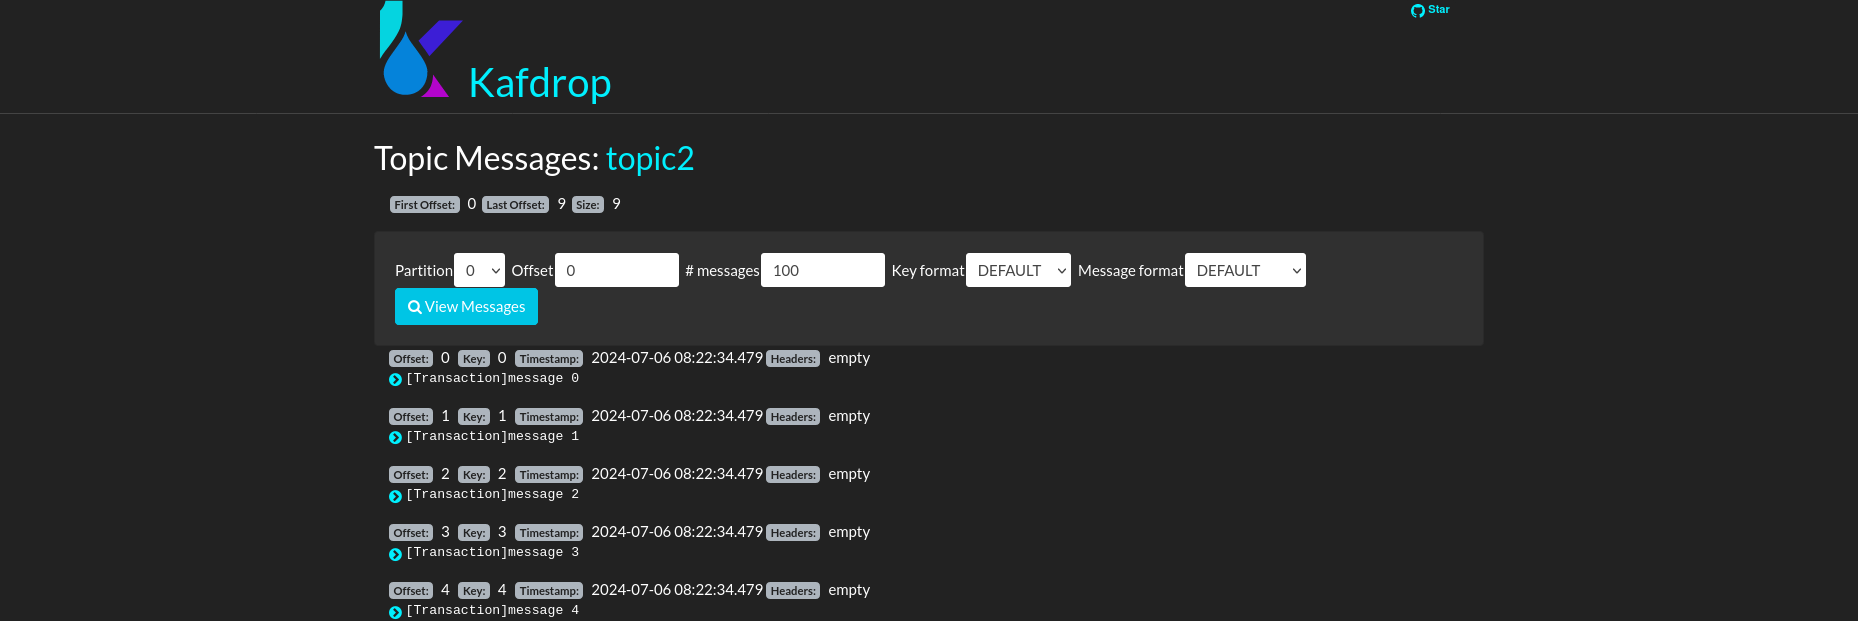 Star
Kafdrop
Topic Messages: topic2
First Offset: 0 Last Offset: 9 Size: 9
Partition 0 Offset 0 # messages 100 Key format DEFAULT Message format DEFAULT
View Messages
Offset: 0 Key: 0 Timestamp: 2024-07-06 08:22:34.479 Headers: empty
[Transaction]message 0
Offset: 1 Key: 1 Timestamp: 2024-07-06 08:22:34.479 Headers: empty
[Transaction]message 1
Offset: 2 Key: 2 Timestamp: 2024-07-06 08:22:34.479 Headers: empty
[Transaction]message 2
Offset: 3 Key: 3 Timestamp: 2024-07-06 08:22:34.479 Headers: empty
[Transaction]message 3
Offset: 4 Key: 4 Timestamp: 2024-07-06 08:22:34.479 Headers: empty
[Transaction]message 4